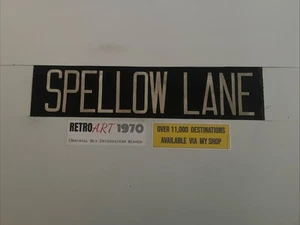 SPELLOW LANE
RETROART 1970
ORIGINAL BUS DESTINATION BLINDS
OVER 11,000 DESTINATIONS
AVAILABLE VIA MY SHOP